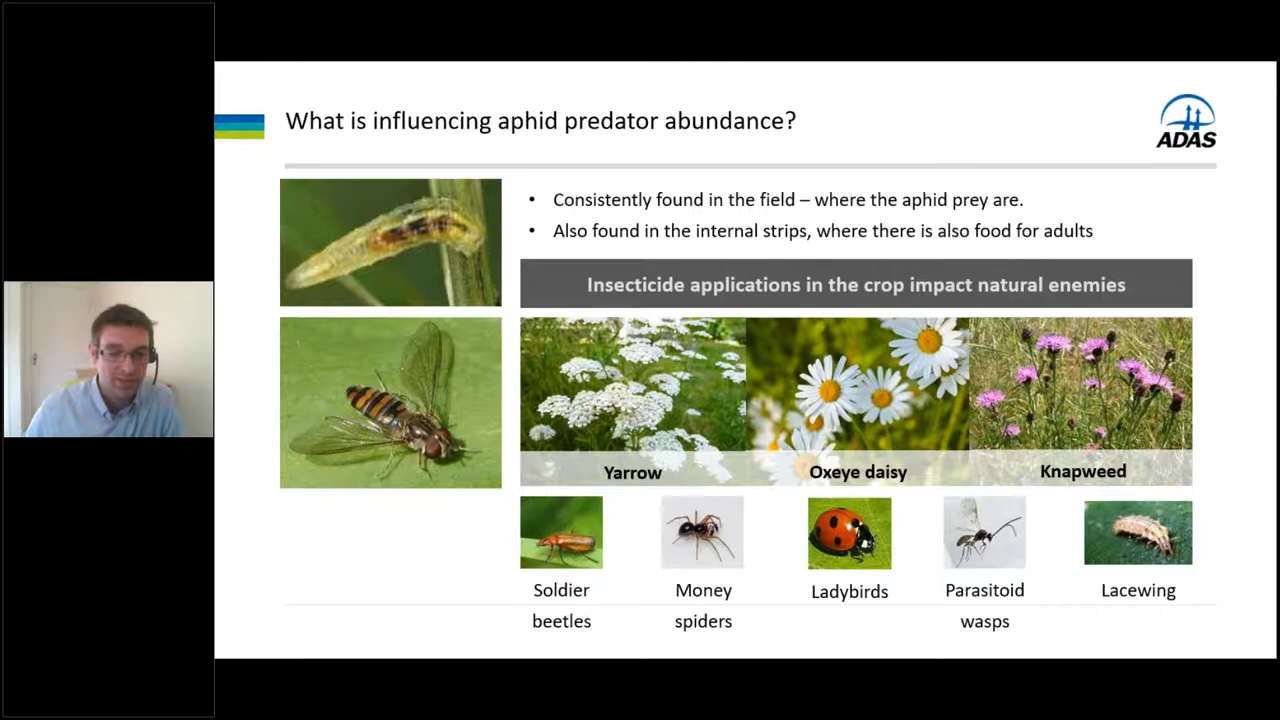 What is influencing aphid predator abundance?
ADAS
• Consistently found in the field – where the aphid prey are.
• Also found in the internal strips, where there is also food for adults
Insecticide applications in the crop impact natural enemies
Yarrow
Oxeye daisy
Knapweed
Soldier
beetles
Money
spiders
Ladybirds
Parasitoid
wasps
Lacewing